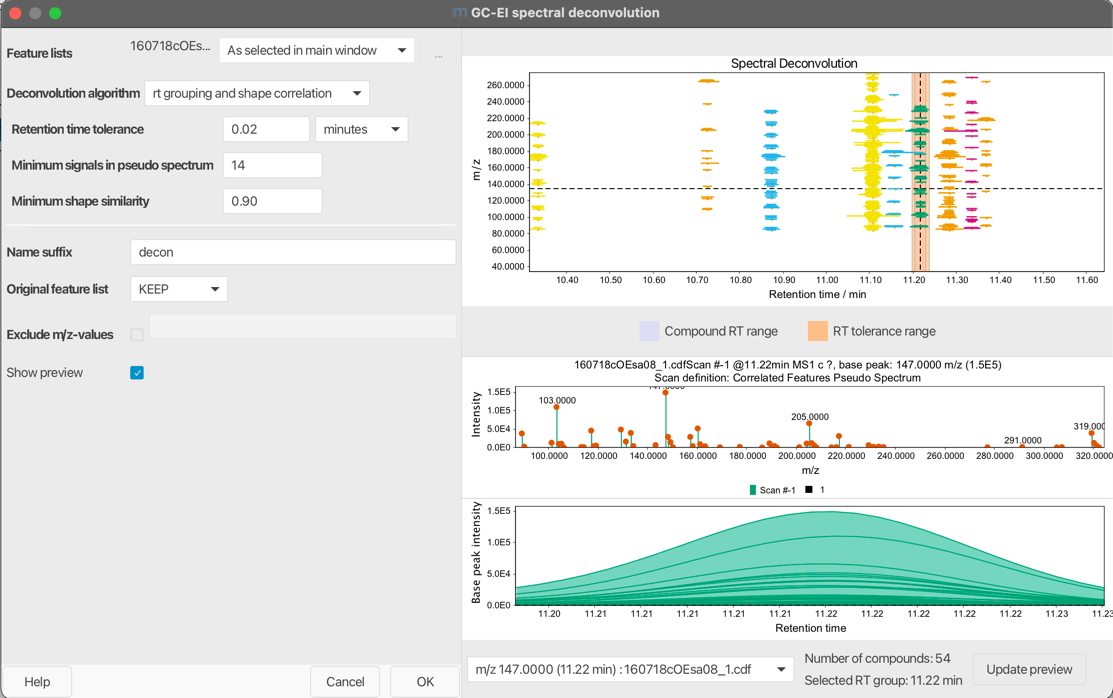 GC-EI spectral deconvolution
Feature lists
160718cOEs...
As selected in main window
...
Deconvolution algorithm
rt grouping and shape correlation
Retention time tolerance
0.02
minutes
Minimum signals in pseudo spectrum
14
Minimum shape similarity
0.90
Name suffix
decon
Original feature list
KEEP
Exclude m/z-values
Show preview
Help
Cancel
OK
Spectral Deconvolution
m/z
260.0000
240.0000
220.0000
200.0000
180.0000
160.0000
140.0000
120.0000
100.0000
80.0000
60.0000
40.0000
10.40 10.50 10.60 10.70 10.80 10.90 11.00 11.10 11.20 11.30 11.40 11.50 11.60
Retention time / min
Compound RT range
RT tolerance range
160718cOEsa08_1.cdfScan #-1 @11.22min MS1 c ?, base peak: 147.0000 m/z (1.5E5)
Scan definition: Correlated Features Pseudo Spectrum
Intensity
1.5E5
1.0E5
5.0E4
0.0E0
103.0000
205.0000
291.0000
319.000
100.0000 120.0000 140.0000 160.0000 180.0000 200.0000 220.0000 240.0000 260.0000 280.0000 300.0000 320.0000
m/z
Scan #-1 1
Base peak intensity
1.5E5
1.0E5
5.0E4
0.0E0
11.20 11.21 11.21 11.21 11.21 11.21 11.22 11.22 11.22 11.22 11.22 11.23 11.23
Retention time
m/z 147.0000 (11.22 min) : 160718cOEsa08_1.cdf
Number of compounds: 54
Selected RT group: 11.22 min
Update preview